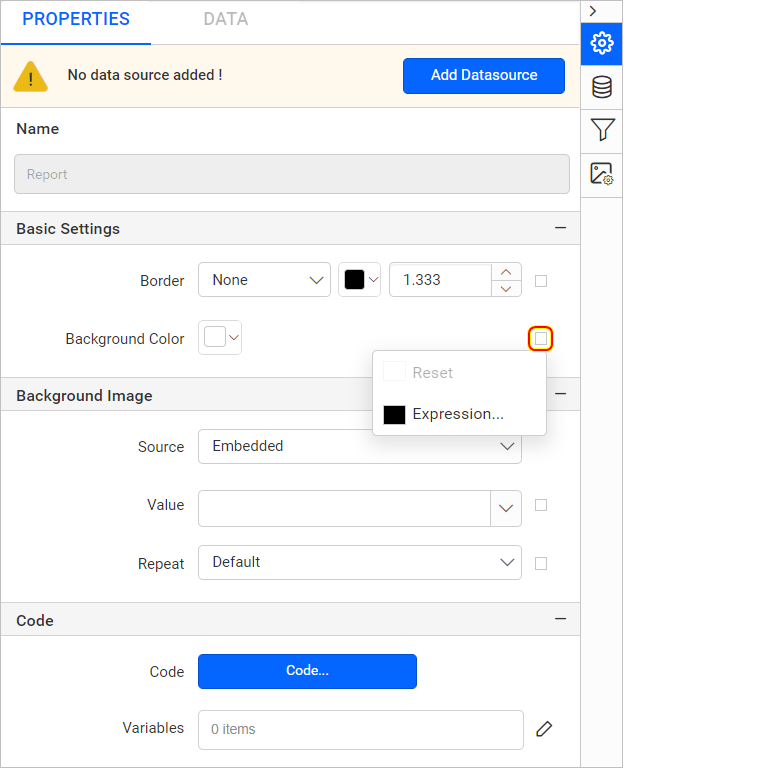 PROPERTIES DATA
No data source added ! Add Datasource
Name
Report
Basic Settings
Border None 1.333
Background Color
Reset
Expression...
Background Image
Source Embedded
Value
Repeat Default
Code
Code Code...
Variables 0 items